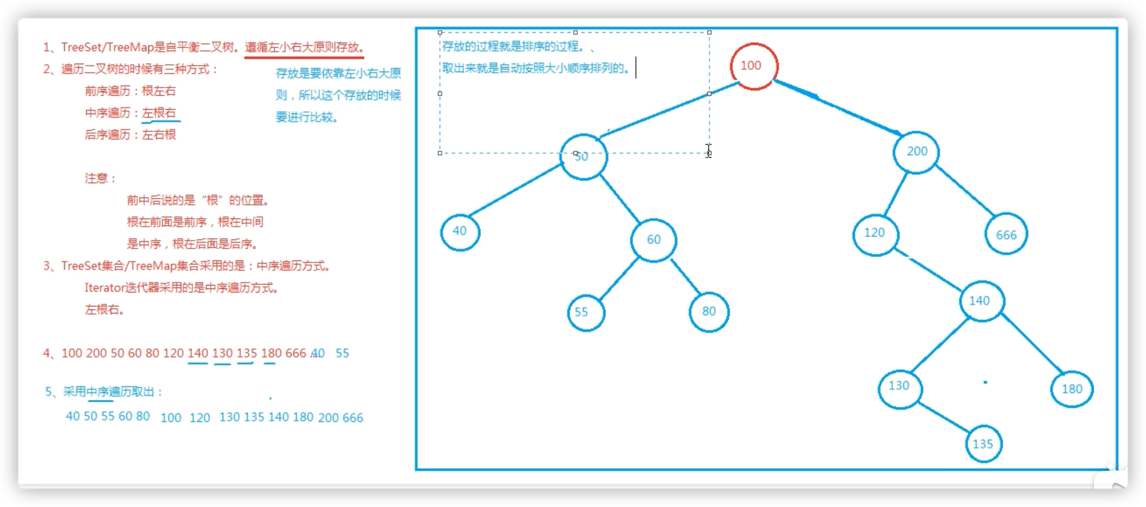 1、TreeSet/TreeMap是自平衡二叉树。遵循左小右大原则存放。
2、遍历二叉树的时候有三种方式：
前序遍历：根左右
中序遍历：左根右
后序遍历：左右根
存放是要依靠左小右大原
则，所以这个存放的时候
要进行比较。
注意：
前中后说的是“根”的位置。
根在前面是前序，根在中间
是中序，根在后面是后序。
3、TreeSet集合/TreeMap集合采用的是：中序遍历方式。
Iterator迭代器采用的是中序遍历方式。
左根右。
4、100 200 50 60 80 120 140 130 135 180 666 40 55
5、采用中序遍历取出：
40 50 55 60 80 100 120 130 135 140 180 200 666
存放的过程就是排序的过程。、
取出来就是自动按照大小顺序排列的。
100
50
200
40
60
120
666
55
80
140
130
180
135